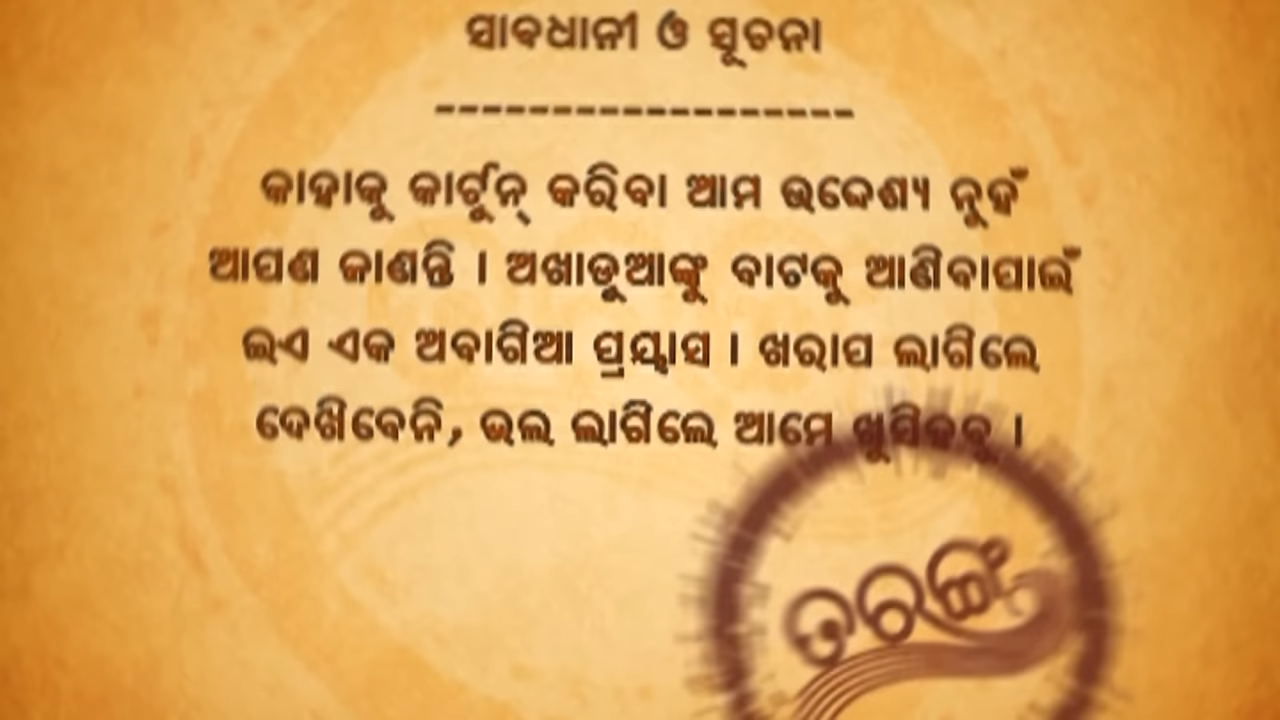 ସାବଧାନୀ ଓ ସୂଚନା
------------------
କାହାକୁ କାର୍ଟୁନ୍ କରିବା ଆମ ଉଦ୍ଦେଶ୍ୟ ନୁହଁ
ଆପଣ ଜାଣନ୍ତି । ଅଖାଡୁଆଙ୍କୁ ବାଟକୁ ଆଣିବାପାଇଁ
ଇଏ ଏକ ଅବାଗିଆ ପ୍ରୟାସ । ଖରାପ ଲାଗିଲେ
ଦେଖିବେନି, ଭଲ ଲାଗିଲେ ଆମେ ଖୁସିହବୁ ।
ତରଙ୍ଗ